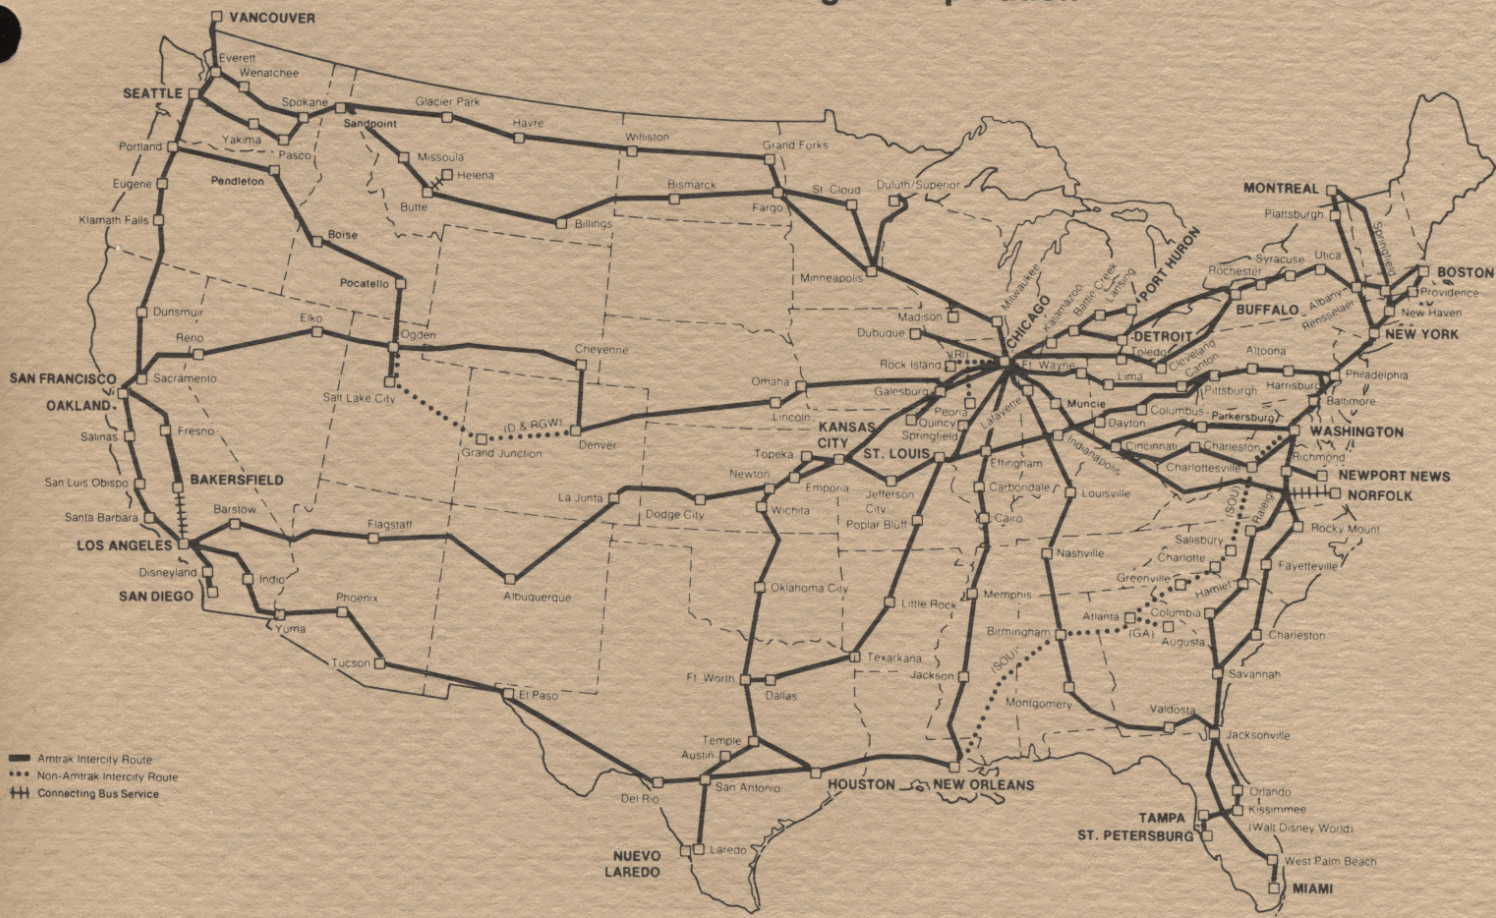 VANCOUVER
Everett
Wenatchee
SEATTLE
Spokane
Glacier Park
Sandpoint
Havre
Yakima
Pasco
Portland
Williston
Grand Forks
Missoula
Helena
Pendleton
Eugene
Butte
Bismarck
St. Cloud
Duluth/Superior
Fargo
MONTREAL
Plattsburgh
Klamath Falls
Billings
Boise
Springfield
Utica
Syracuse
Rochester
BOSTON
Minneapolis
Pocatello
PORT HURON
Lansing
Battle Creek
Kalamazoo
Milwaukee
CHICAGO
Providence
Albany
Rensselaer
BUFFALO
New Haven
Dunsmuir
Elko
Madison
Reno
Ogden
Dubuque
DETROIT
NEW YORK
Cheyenne
(RI)
Toledo
Cleveland
Canton
Altoona
Rock Island
Ft. Wayne
SAN FRANCISCO
Sacramento
Omaha
Lima
Pittsburgh
Harrisburg
Philadelphia
OAKLAND
Salt Lake City
Galesburg
Lincoln
Peoria
Lafayette
Muncie
Columbus
Parkersburg
Baltimore
Quincy
Springfield
Dayton
KANSAS
CITY
(D & RGW)
Denver
Fresno
Salinas
WASHINGTON
Grand Junction
Topeka
ST. LOUIS
Indianapolis
Cincinnati
Charleston
Effingham
Charlottesville
Richmond
BAKERSFIELD
Newton
Emporia
NEWPORT NEWS
San Luis Obispo
Jefferson
City
Carbondale
Louisville
NORFOLK
La Junta
Dodge City
Wichita
(SOU)
Raleigh
Barstow
Flagstaff
Santa Barbara
Poplar Bluff
Cairo
Rocky Mount
LOS ANGELES
Salisbury
Nashville
Charlotte
Disneyland
Indio
Fayetteville
Greenville
SAN DIEGO
Albuquerque
Oklahoma City
Memphis
Hamlet
Phoenix
Little Rock
Atlanta
Columbia
Yuma
Birmingham
(GA)
Augusta
Charleston
Tucson
Texarkana
(SOU)
Jackson
Savannah
Ft. Worth
Dallas
El Paso
Montgomery
Valdosta
Jacksonville
Temple
Austin
Amtrak Intercity Route
Non-Amtrak Intercity Route
Connecting Bus Service
Del Rio
San Antonio
HOUSTON
NEW ORLEANS
Orlando
Kissimmee
(Walt Disney World)
TAMPA
ST. PETERSBURG
NUEVO
LAREDO
Laredo
West Palm Beach
MIAMI